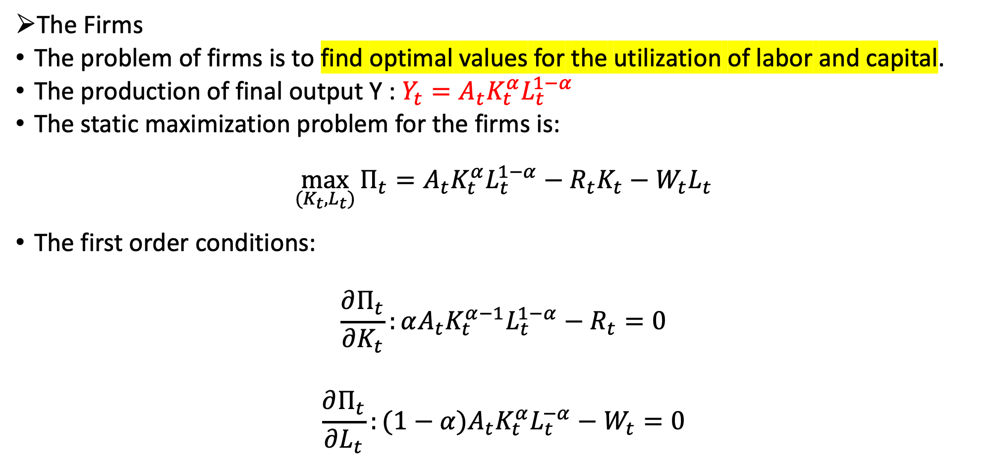 ➢The Firms
• The problem of firms is to find optimal values for the utilization of labor and capital.
• The production of final output Y : $Y_t = A_t K_t^{\alpha} L_t^{1-\alpha}$
• The static maximization problem for the firms is:
$\max_{(K_t,L_t)} \Pi_t = A_t K_t^{\alpha} L_t^{1-\alpha} - R_t K_t - W_t L_t$
• The first order conditions:
$\frac{\partial \Pi_t}{\partial K_t}: \alpha A_t K_t^{\alpha-1} L_t^{1-\alpha} - R_t = 0$
$\frac{\partial \Pi_t}{\partial L_t}: (1-\alpha) A_t K_t^{\alpha} L_t^{-\alpha} - W_t = 0$